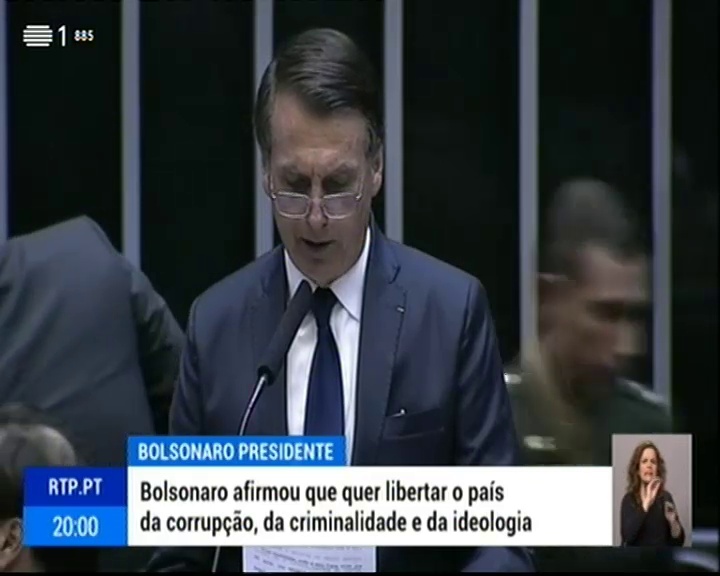 1 885
BOLSONARO PRESIDENTE
RTP.PT
Bolsonaro afirmou que quer libertar o país
da corrupção, da criminalidade e da ideologia
20:00